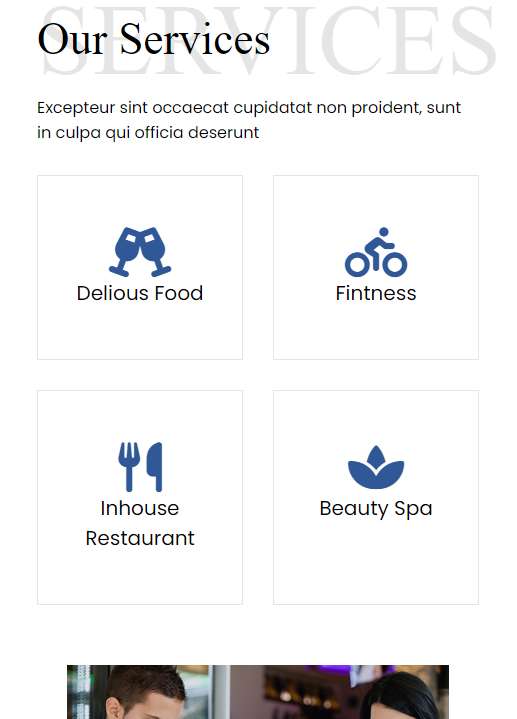 SERVICES
Our Services
Excepteur sint occaecat cupidatat non proident, sunt
in culpa qui officia deserunt
Delious Food
Fintness
Inhouse
Restaurant
Beauty Spa